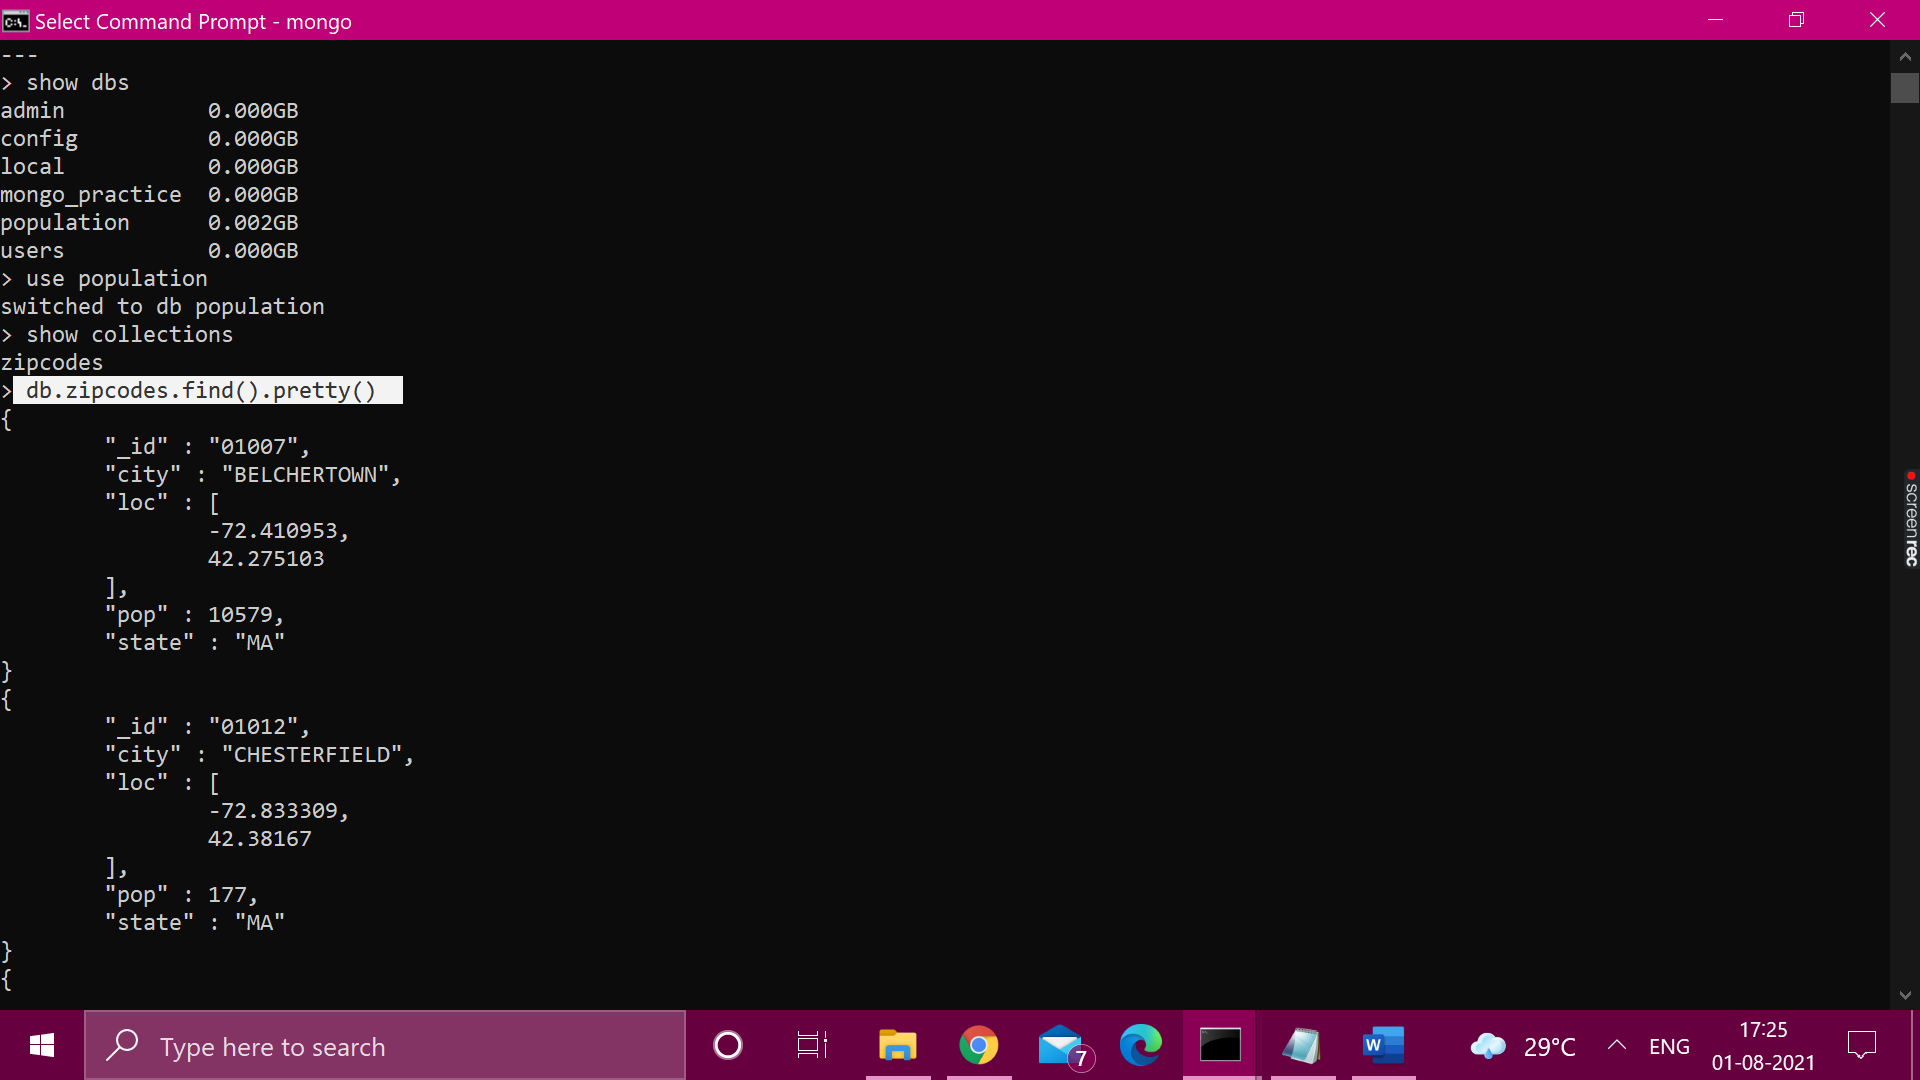 Select Command Prompt - mongo
---
> show dbs
admin           0.000GB
config          0.000GB
local           0.000GB
mongo_practice  0.000GB
population      0.002GB
users           0.000GB
> use population
switched to db population
> show collections
zipcodes
> db.zipcodes.find().pretty()
{
        "_id" : "01007",
        "city" : "BELCHERTOWN",
        "loc" : [
                -72.410953,
                42.275103
        ],
        "pop" : 10579,
        "state" : "MA"
}
{
        "_id" : "01012",
        "city" : "CHESTERFIELD",
        "loc" : [
                -72.833309,
                42.38167
        ],
        "pop" : 177,
        "state" : "MA"
}
{
screenrec
Type here to search
7
W
29°C
ENG
17:25
01-08-2021